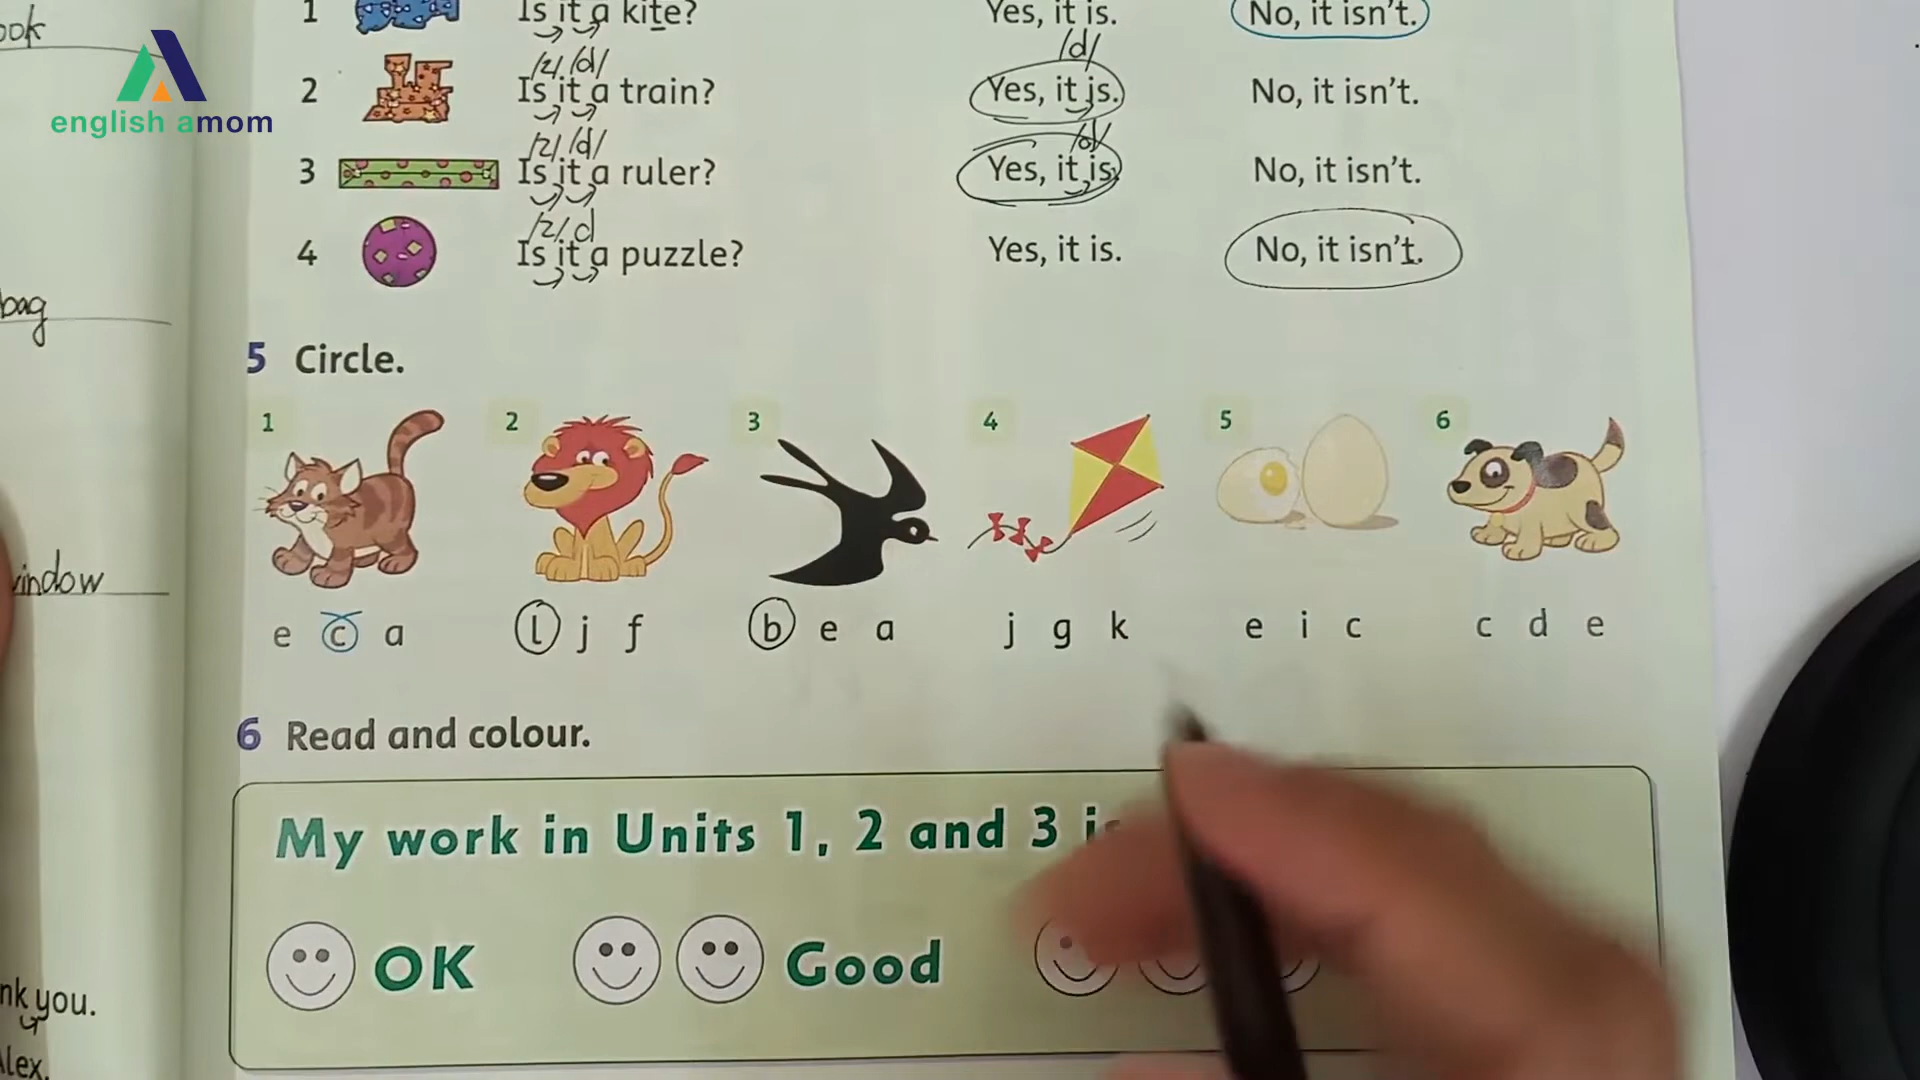 ook
english amom
1 Is it a kite? Yes, it is. No, it isn't.
/z/ /d/ /d/
2 Is it a train? Yes, it is. No, it isn't.
/z/ /d/ /d/
3 Is it a ruler? Yes, it is. No, it isn't.
/z/ d
4 Is it a puzzle? Yes, it is. No, it isn't.
bag
5 Circle.
1 2 3 4 5 6
e c a l j f b e a j g k e i c c d e
window
6 Read and colour.
My work in Units 1, 2 and 3 is
OK Good
nk you.
Alex.